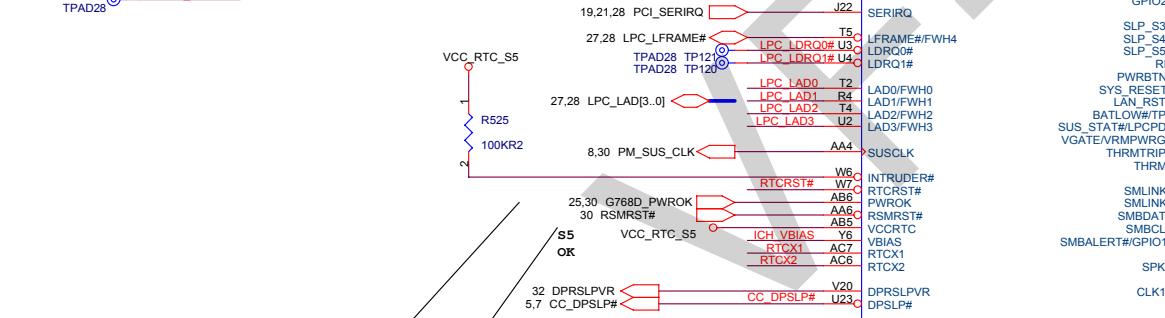 TPAD28
19,21,28 PCI_SERIRQ
J22 SERIRQ
27,28 LPC_LFRAME#
T5 LFRAME#/FWH4
TPAD28 TP121 LPC_LDRQ0# U3 LDRQ0#
TPAD28 TP120 LPC_LDRQ1# U4 LDRQ1#
VCC_RTC_S5
1
R525
100KR2
2
LPC_LAD0 T2 LAD0/FWH0
27,28 LPC_LAD[3..0] LPC_LAD1 R4 LAD1/FWH1
LPC_LAD2 T4 LAD2/FWH2
LPC_LAD3 U2 LAD3/FWH3
8,30 PM_SUS_CLK AA4 SUSCLK
W6 INTRUDER#
RTCRST# W7 RTCRST#
25,30 G768D_PWROK AB6 PWROK
30 RSMRST# AA6 RSMRST#
VCC_RTC_S5 AB5 VCCRTC
ICH_VBIAS Y6 VBIAS
RTCX1 AC7 RTCX1
RTCX2 AC6 RTCX2
S5
OK
32 DPRSLPVR V20 DPRSLPVR
5,7 CC_DPSLP# CC_DPSLP# U23 DPSLP#
SLP_S3
SLP_S4
SLP_S5
PWRBTN
SYS_RESET
LAN_RST
BATLOW#/TP
SUS_STAT#/LPCPD
VGATE/VRMPWRG
THRMTRIP
THRM
SMLINK
SMLINK
SMBDAT
SMBCL
SMBALERT#/GPIO1
SPK
CLK1